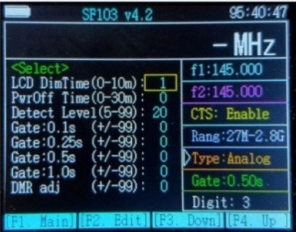 SF103 v4.2 95:40:47
- MHz
<Select>
LCD DimTime(0-10m): 1
PwrOff Time(0-30m): 0
Detect Level(5-99): 20
Gate:0.1s (+/-99): 0
Gate:0.25s (+/-99): 0
Gate:0.5s (+/-99): 0
Gate:1.0s (+/-99): 0
DMR adj (+/-99): 0
f1:145.000
f2:145.000
CTS: Enable
Rang:27M-2.8G
Type:Analog
Gate:0.50s
Digit: 3
[F1. Main] [F2. Edit] [F3. Down] [F4. Up ]